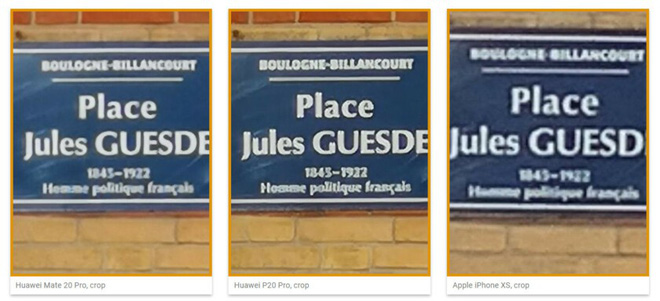 BOULOGNE-BILLANCOURT
Place
Jules GUESDE
1845-1922
Homme politique français
Huawei Mate 20 Pro, crop
BOULOGNE-BILLANCOURT
Place
Jules GUESDE
1845-1922
Homme politique français
Huawei P20 Pro, crop
BOULOGNE-BILLANCOURT
Place
Jules GUESD
1845-1922
Homme politique français
Apple iPhone XS, crop